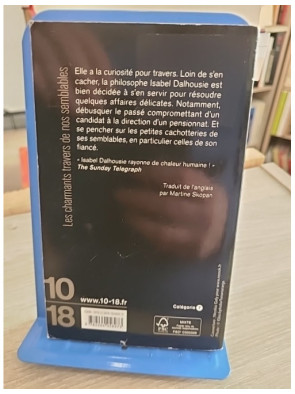 Les charmants travers de nos semblables
Elle a la curiosité pour travers. Loin de s'en
cacher, la philosophe Isabel Dalhousie est
bien décidée à s'en servir pour résoudre
quelques affaires délicates. Notamment,
débusquer le passé compromettant d'un
candidat à la direction d'un pensionnat. Et
se pencher sur les petites cachotteries de
ses semblables, en particulier celles de son
fiancé.
« Isabel Dalhousie rayonne de chaleur humaine ! »
The Sunday Telegraph
Traduit de l'anglais
par Martine Skopan
10
18
www.10-18.fr
Catégorie
FSC
MIXTE